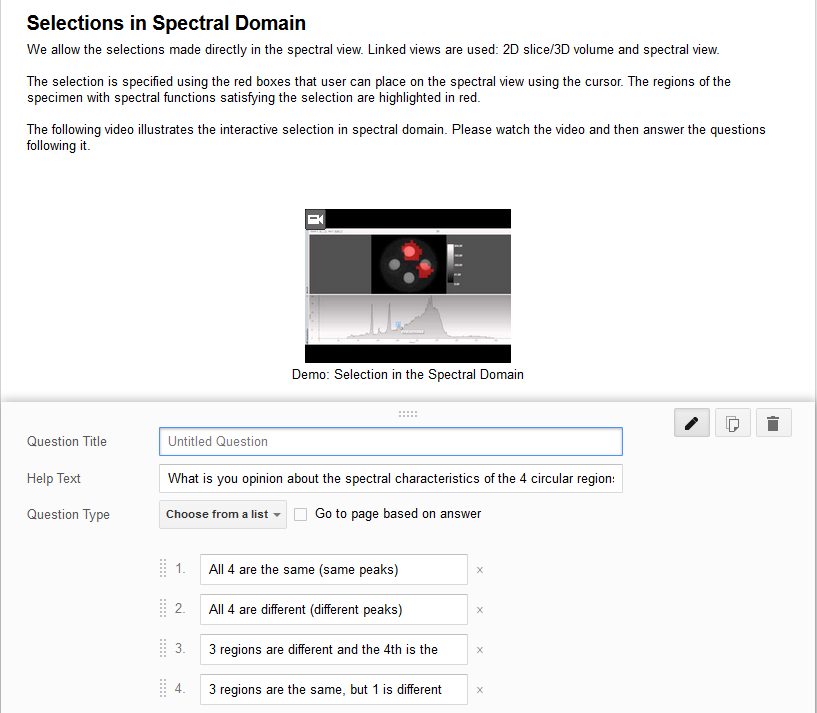 Selections in Spectral Domain
We allow the selections made directly in the spectral view. Linked views are used: 2D slice/3D volume and spectral view.
The selection is specified using the red boxes that user can place on the spectral view using the cursor. The regions of the
specimen with spectral functions satisfying the selection are highlighted in red.
The following video illustrates the interactive selection in spectral domain. Please watch the video and then answer the questions
following it.
Demo: Selection in the Spectral Domain
Question Title
Untitled Question
Help Text
What is you opinion about the spectral characteristics of the 4 circular regions
Question Type
Choose from a list
Go to page based on answer
1. All 4 are the same (same peaks) x
2. All 4 are different (different peaks) x
3. 3 regions are different and the 4th is the x
4. 3 regions are the same, but 1 is different x